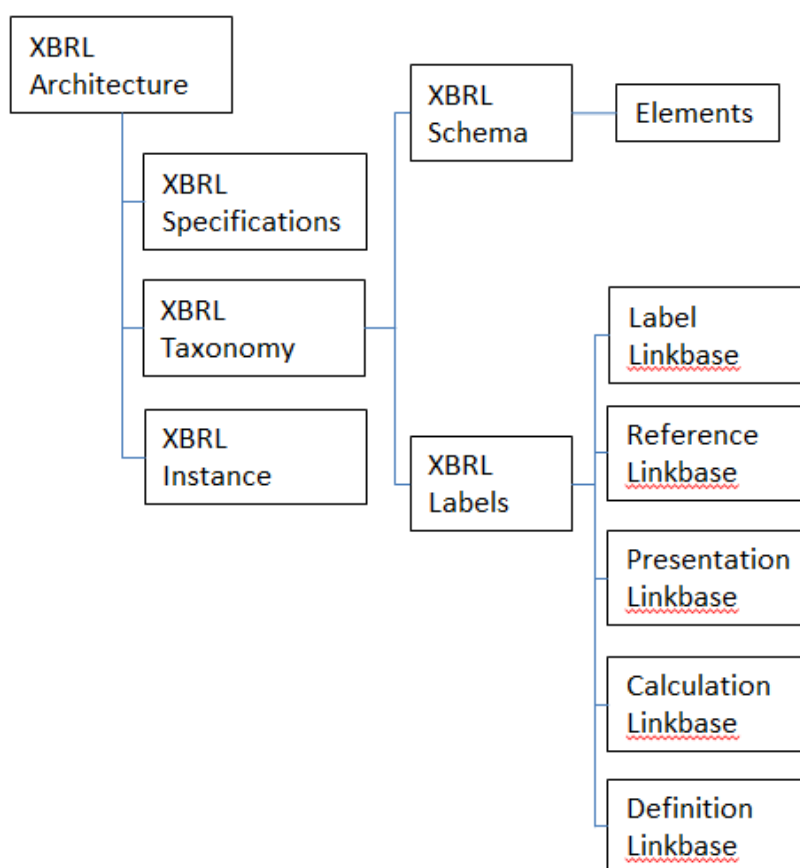 XBRL
Architecture
XBRL
Specifications
XBRL
Taxonomy
XBRL
Instance
XBRL
Schema
Elements
XBRL
Labels
Label
Linkbase
Reference
Linkbase
Presentation
Linkbase
Calculation
Linkbase
Definition
Linkbase